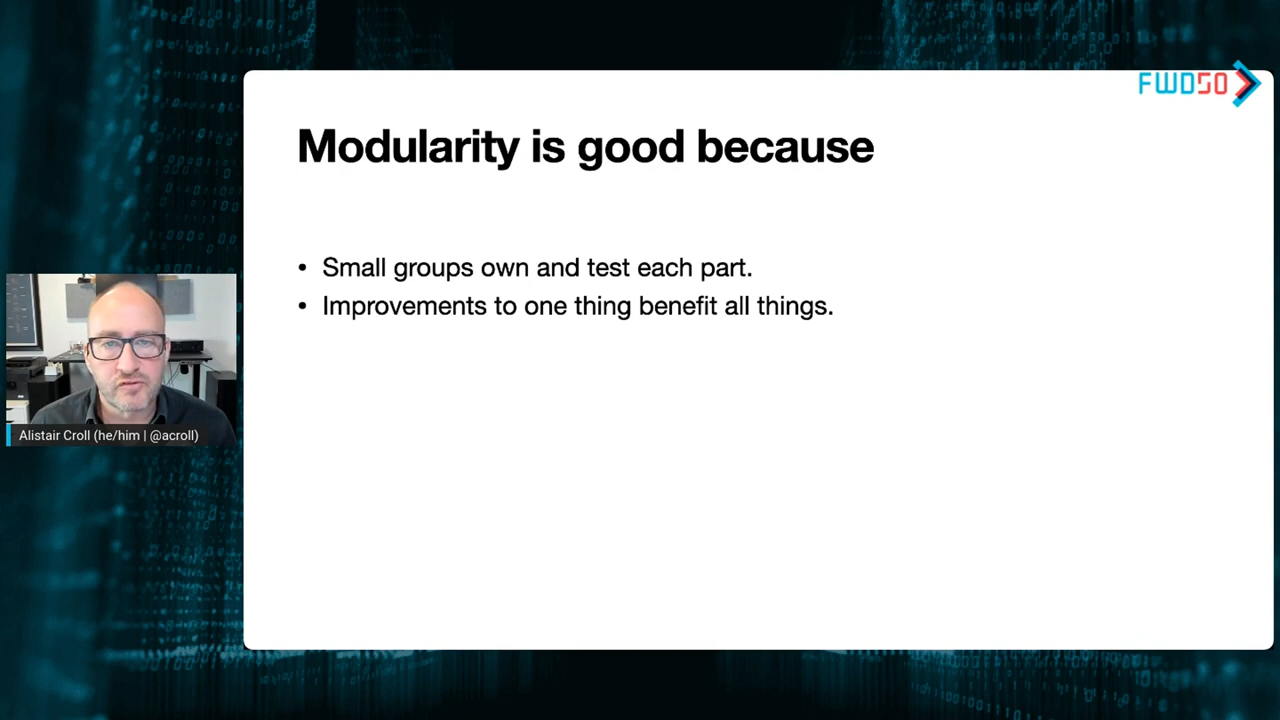 FWD50
Modularity is good because
• Small groups own and test each part.
• Improvements to one thing benefit all things.
Alistair Croll (he/him | @acroll)